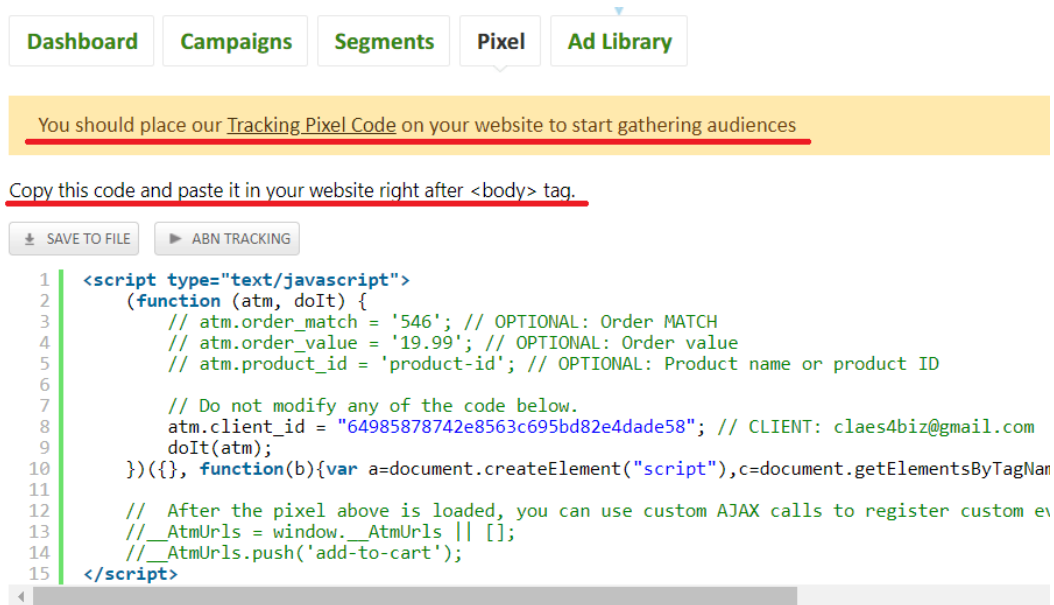 Dashboard Campaigns Segments Pixel Ad Library
You should place our Tracking Pixel Code on your website to start gathering audiences
Copy this code and paste it in your website right after <body> tag.
SAVE TO FILE ABN TRACKING
1 <script type="text/javascript">
2 (function (atm, doIt) {
3 // atm.order_match = '546'; // OPTIONAL: Order MATCH
4 // atm.order_value = '19.99'; // OPTIONAL: Order value
5 // atm.product_id = 'product-id'; // OPTIONAL: Product name or product ID
6
7 // Do not modify any of the code below.
8 atm.client_id = "64985878742e8563c695bd82e4dade58"; // CLIENT: claes4biz@gmail.com
9 doIt(atm);
10 })({}, function(b){var a=document.createElement("script"),c=document.getElementsByTagNam
11
12 // After the pixel above is loaded, you can use custom AJAX calls to register custom ev
13 //__AtmUrls = window.__AtmUrls || [];
14 //__AtmUrls.push('add-to-cart');
15 </script>